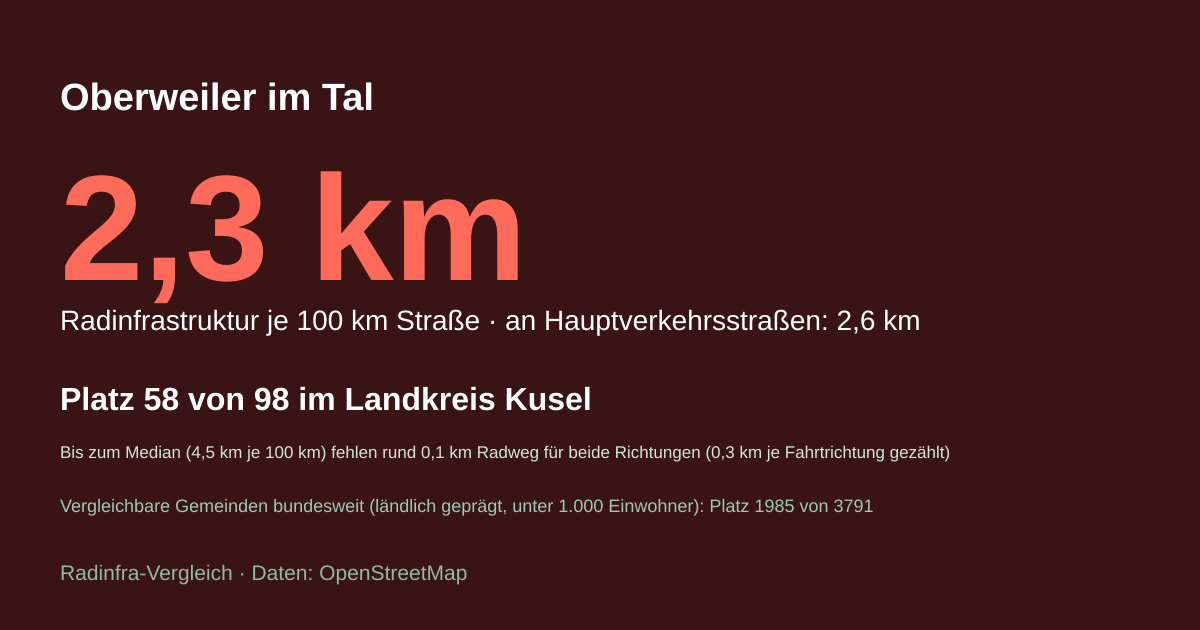 Oberweiler im Tal
2,3 km
Radinfrastruktur je 100 km Straße · an Hauptverkehrsstraßen: 2,6 km
Platz 58 von 98 im Landkreis Kusel
Bis zum Median (4,5 km je 100 km) fehlen rund 0,1 km Radweg für beide Richtungen (0,3 km je Fahrtrichtung gezählt)
Vergleichbare Gemeinden bundesweit (ländlich geprägt, unter 1.000 Einwohner): Platz 1985 von 3791
Radinfra-Vergleich · Daten: OpenStreetMap